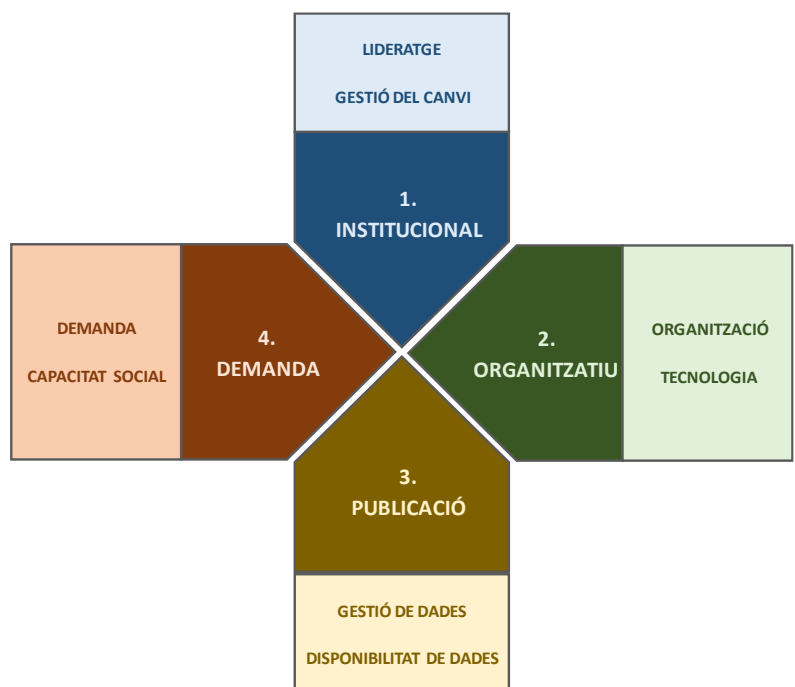 LIDERATGE
GESTIÓ DEL CANVI
1.
INSTITUCIONAL
DEMANDA
CAPACITAT SOCIAL
4.
DEMANDA
2.
ORGANITZATIU
ORGANITZACIÓ
TECNOLOGIA
3.
PUBLICACIÓ
GESTIÓ DE DADES
DISPONIBILITAT DE DADES